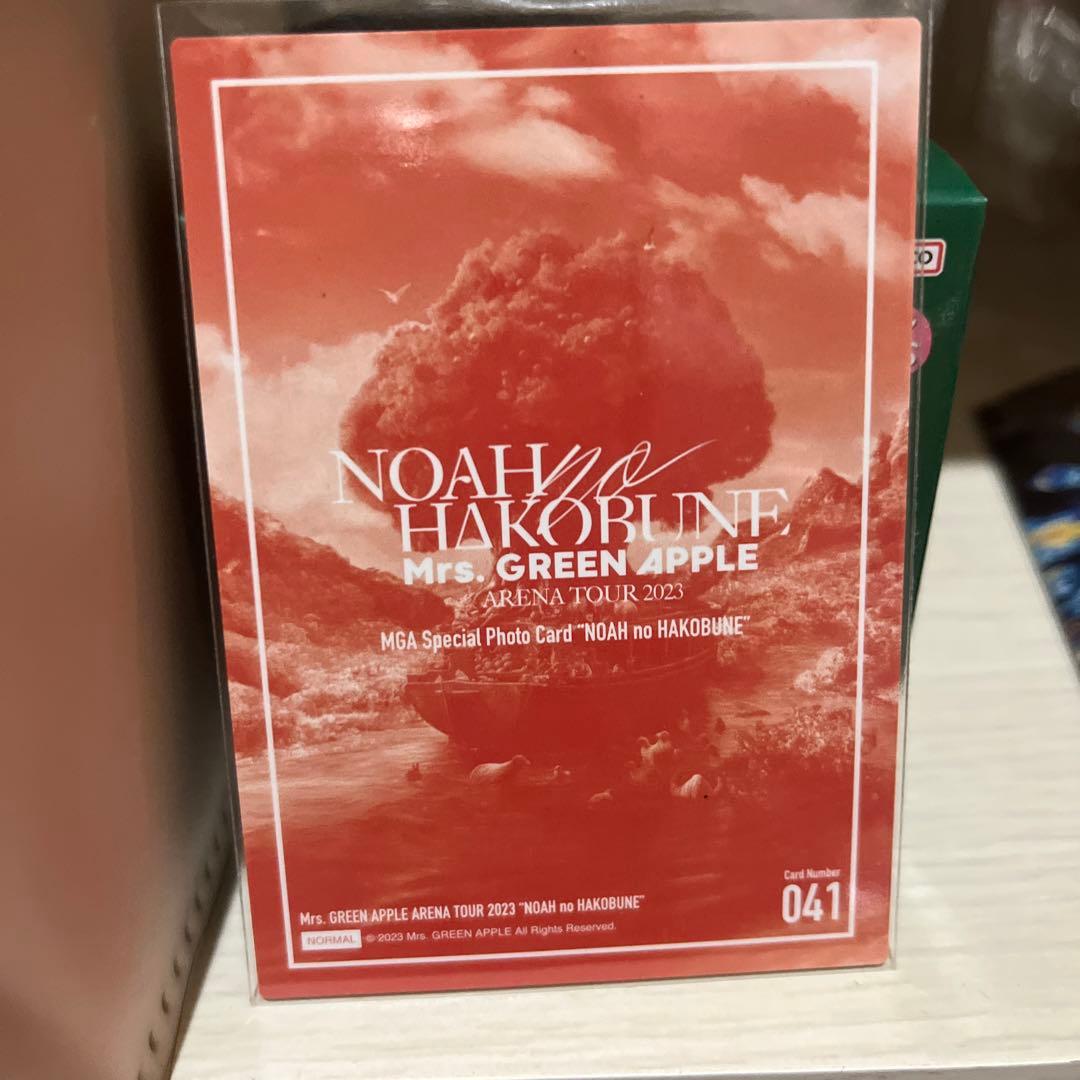 NOAH no
HAKOBUNE
Mrs. GREEN APPLE
ARENA TOUR 2023
MGA Special Photo Card "NOAH no HAKOBUNE"
Card Number
041
Mrs. GREEN APPLE ARENA TOUR 2023 "NOAH no HAKOBUNE"
NORMAL © 2023 Mrs. GREEN APPLE All Rights Reserved.